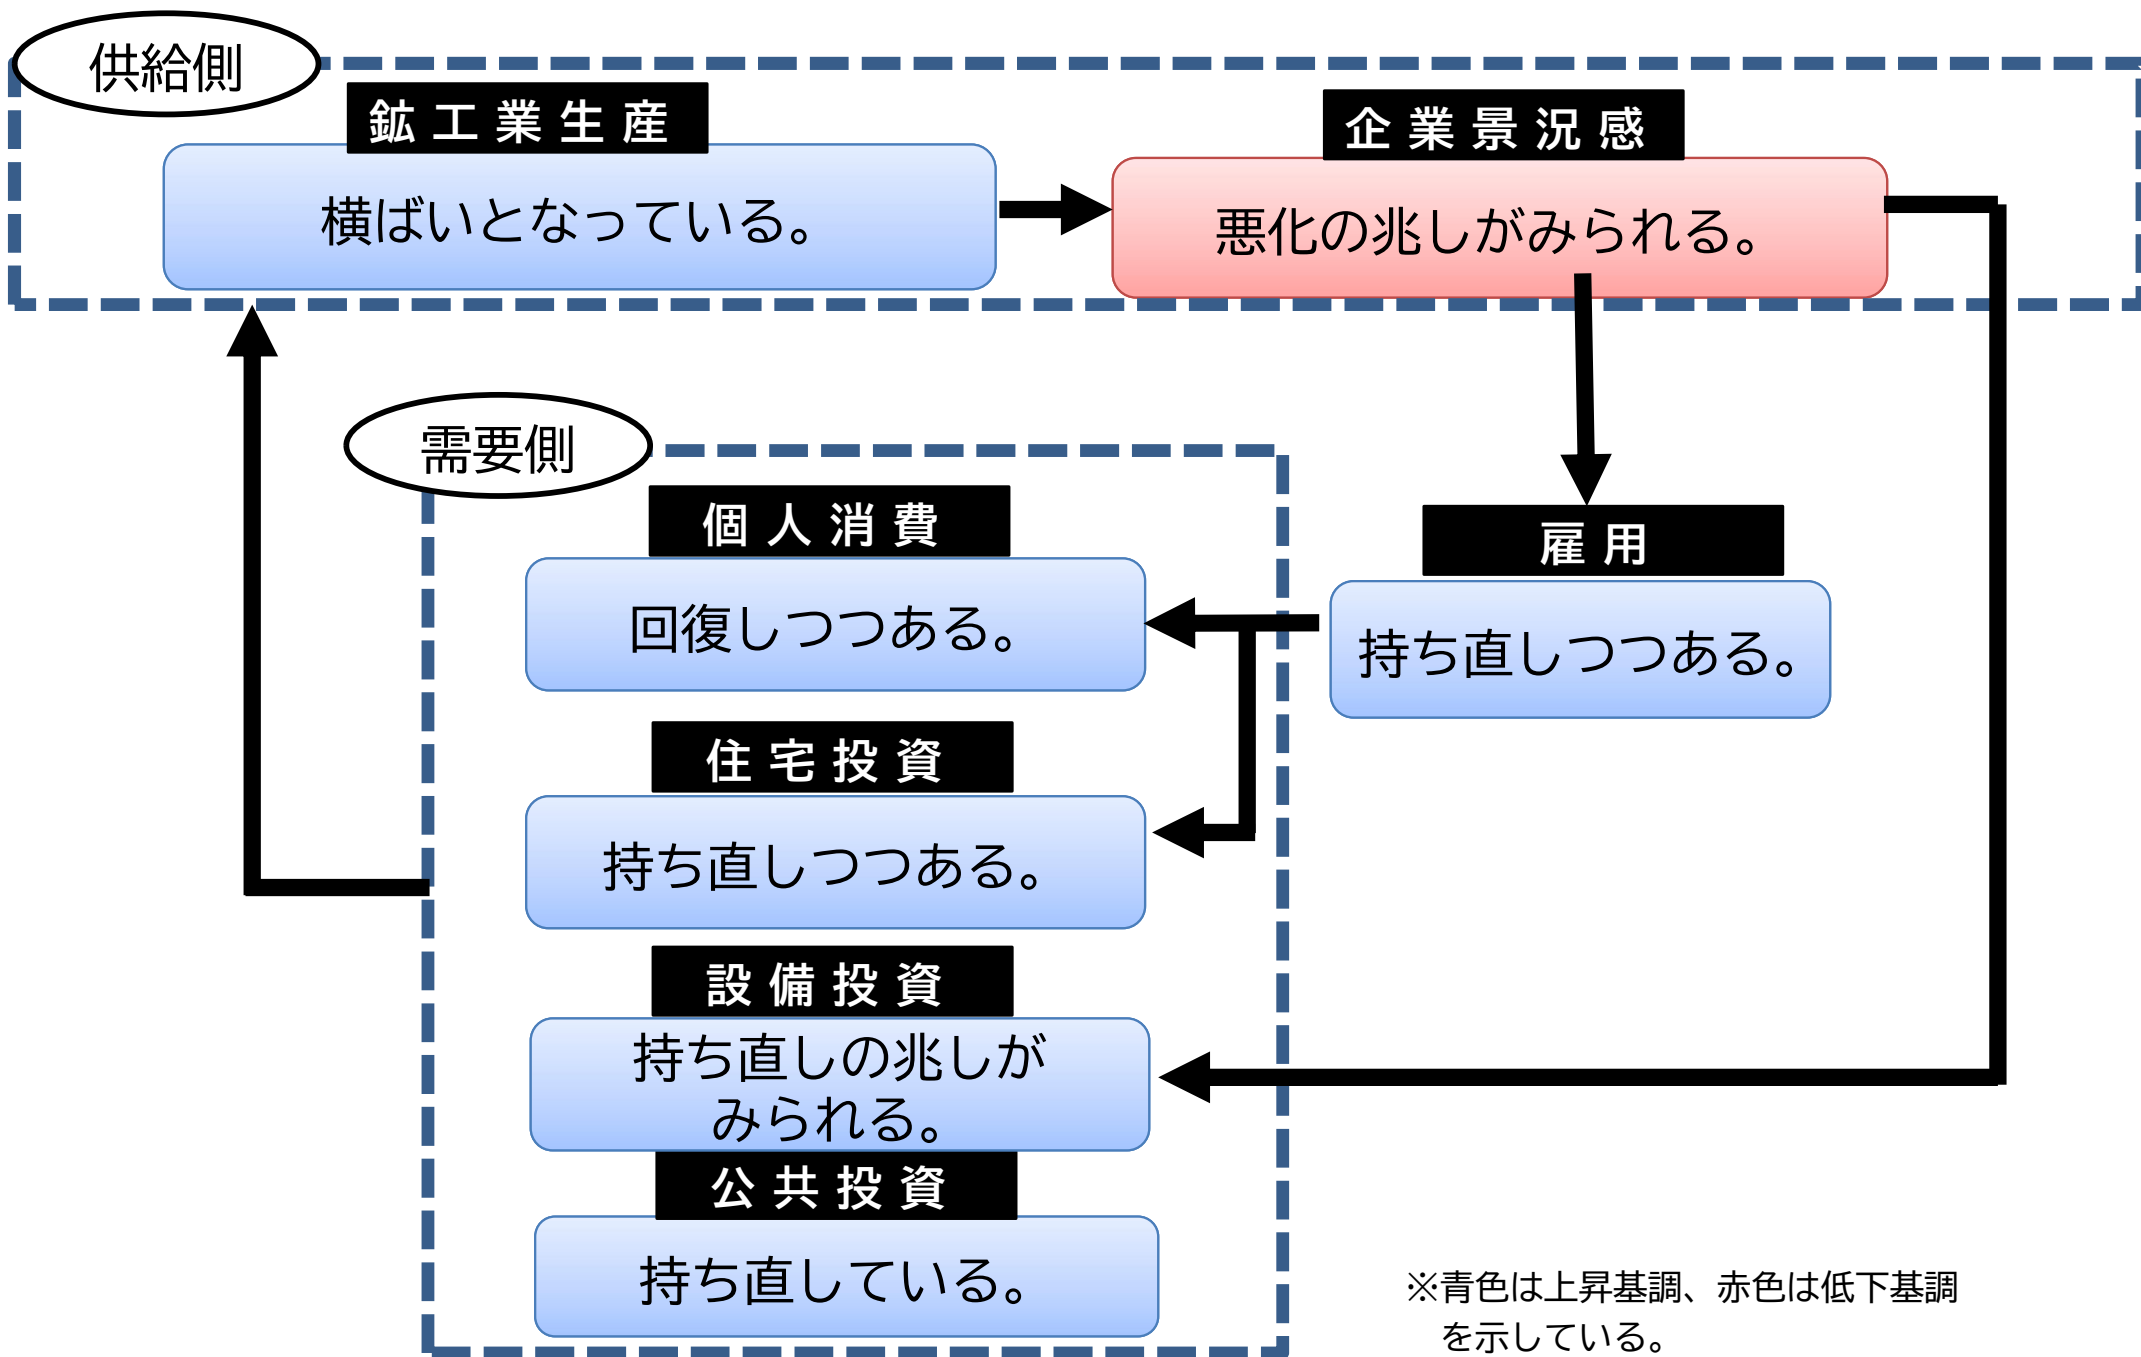 供給側
鉱工業生産
横ばいとなっている。
企業景況感
悪化の兆しがみられる。
需要側
個人消費
回復しつつある。
雇用
持ち直しつつある。
住宅投資
持ち直しつつある。
設備投資
持ち直しの兆しが
みられる。
公共投資
持ち直している。
※青色は上昇基調、赤色は低下基調
を示している。